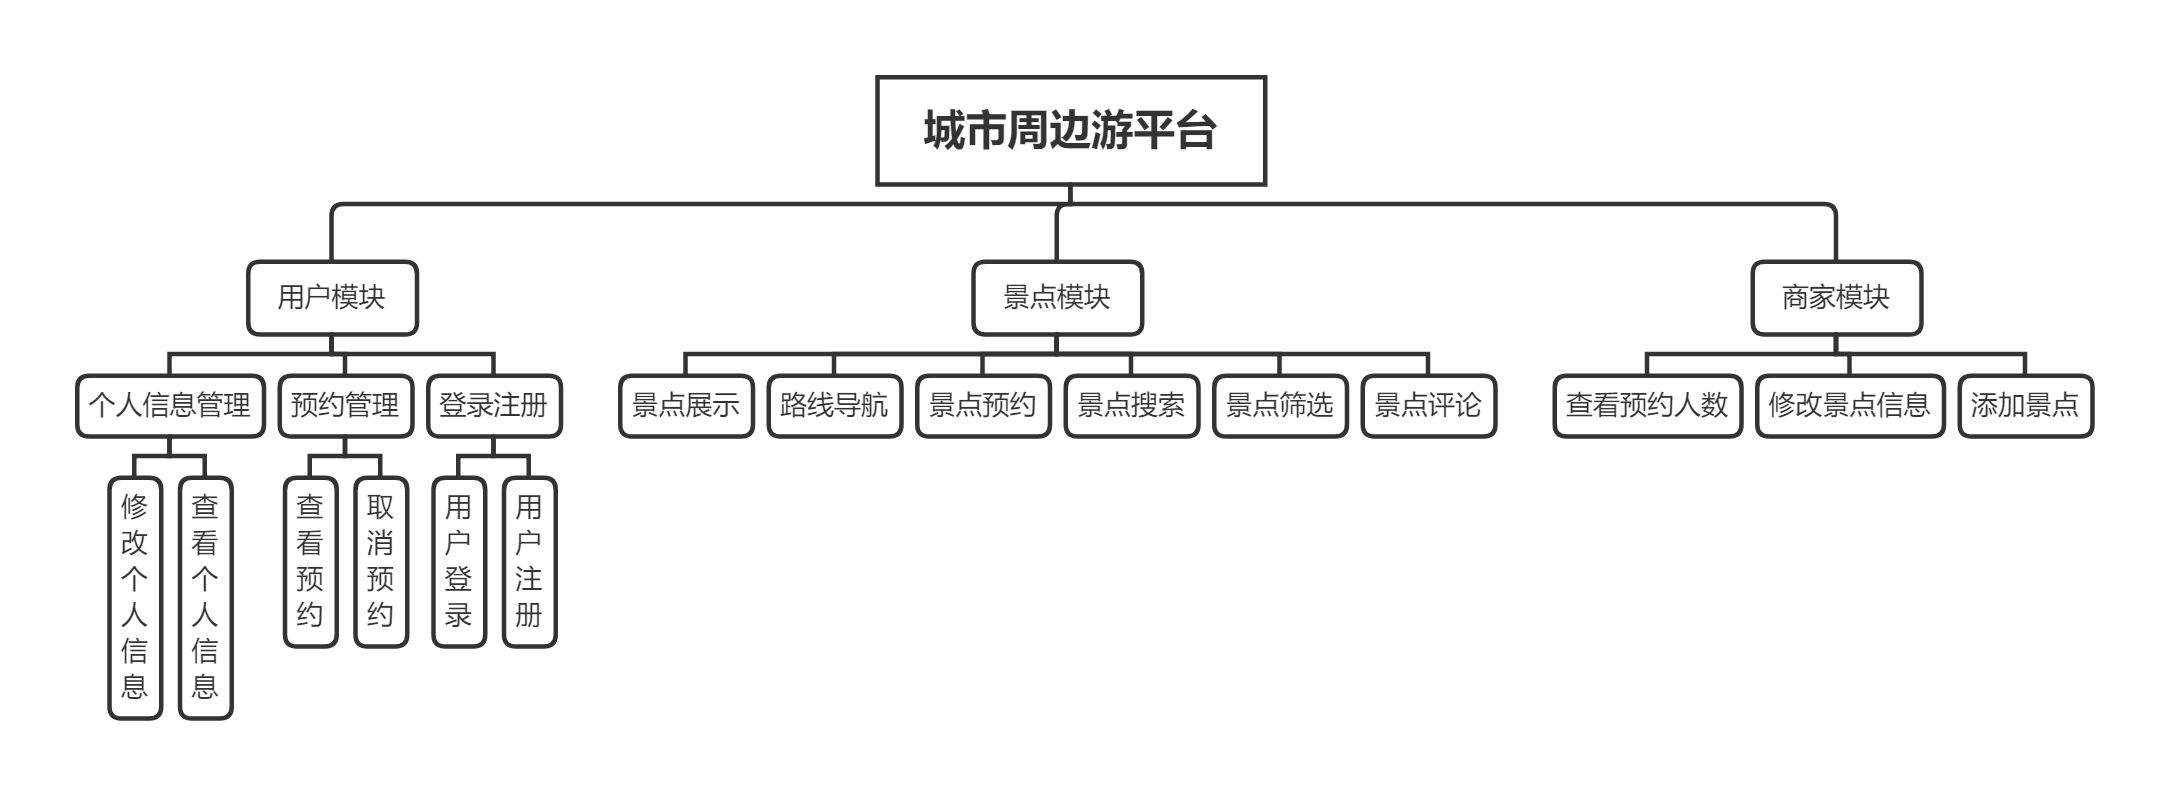 城市周边游平台
用户模块
景点模块
商家模块
个人信息管理
预约管理
登录注册
景点展示
路线导航
景点预约
景点搜索
景点筛选
景点评论
查看预约人数
修改景点信息
添加景点
修改个人信息
查看个人信息
查看预约
取消预约
用户登录
用户注册